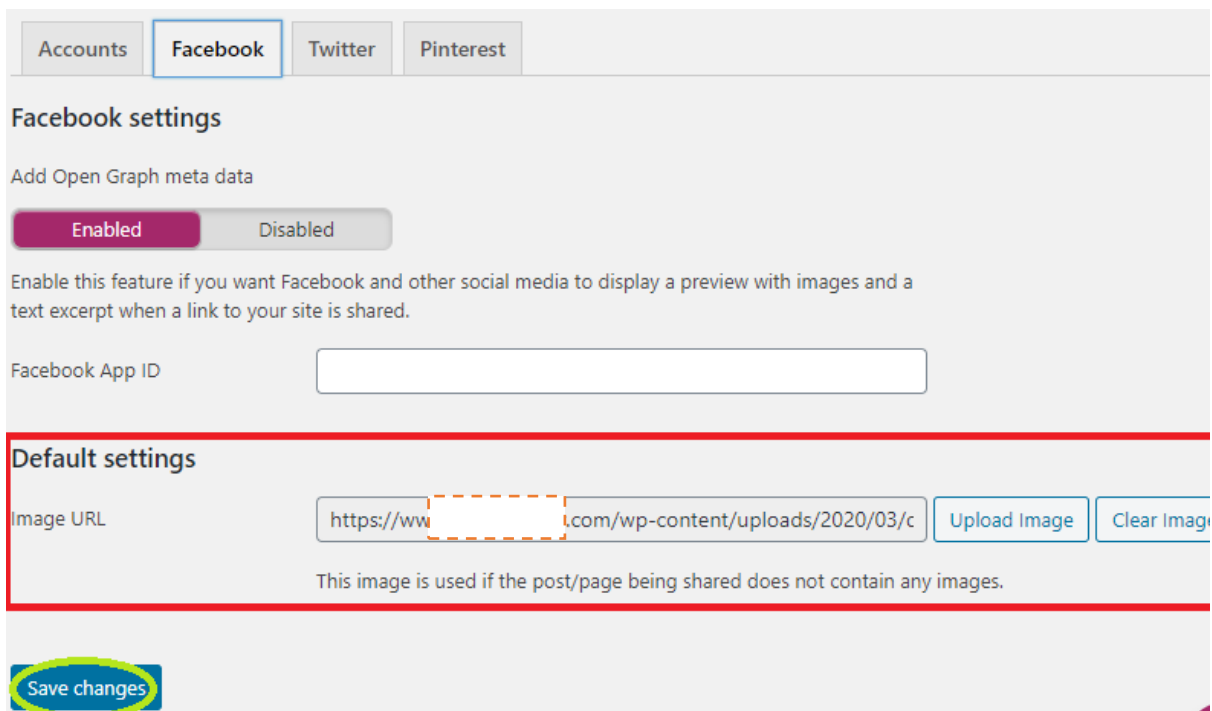 Accounts Facebook Twitter Pinterest
Facebook settings
Add Open Graph meta data
Enabled Disabled
Enable this feature if you want Facebook and other social media to display a preview with images and a
text excerpt when a link to your site is shared.
Facebook App ID
Default settings
Image URL https://ww .com/wp-content/uploads/2020/03/c Upload Image Clear Image
This image is used if the post/page being shared does not contain any images.
Save changes